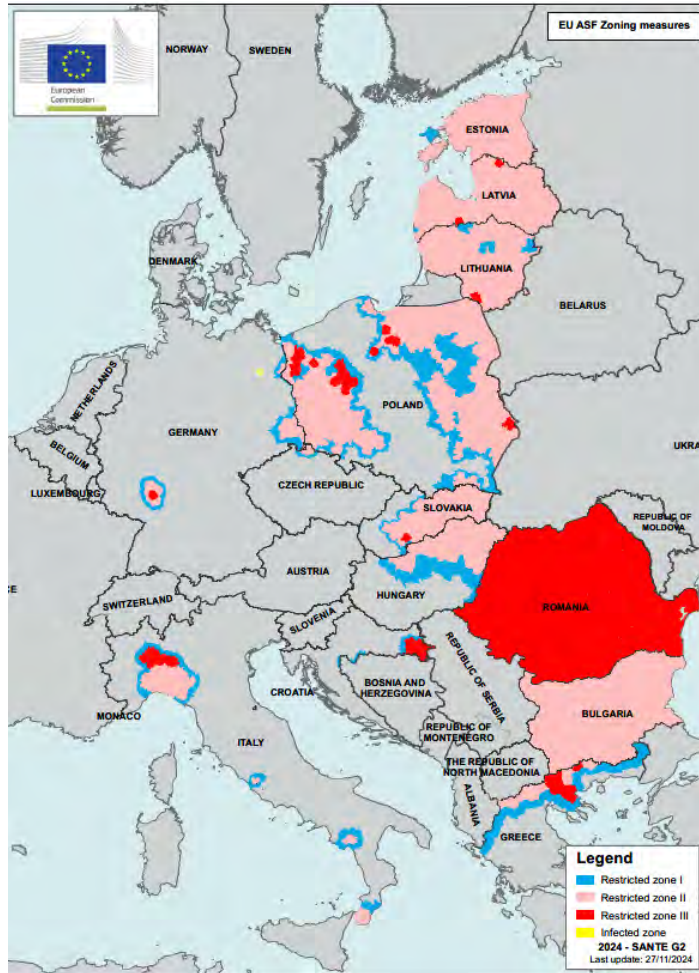 EU ASF Zoning measures
European
Commission
NORWAY
SWEDEN
ESTONIA
LATVIA
DENMARK
LITHUANIA
BELARUS
NETHERLANDS
POLAND
GERMANY
BELGIUM
UKRA
LUXEMBOURG
CZECH REPUBLIC
SLOVAKIA
REPUBLIC OF
MOLDOVA
AUSTRIA
CE
HUNGARY
SWITZERLAND
ROMANIA
SLOVENIA
REPUBLIC OF SERBIA
BOSNIA AND
HERZEGOVINA
CROATIA
MONACO
BULGARIA
ITALY
REPUBLIC OF
MONTENEGRO
THE REPUBLIC OF
NORTH MACEDONIA
ALBANIA
GREECE
Legend
Restricted zone I
Restricted zone II
Restricted zone III
Infected zone
2024 - SANTE G2
Last update: 27/11/2024